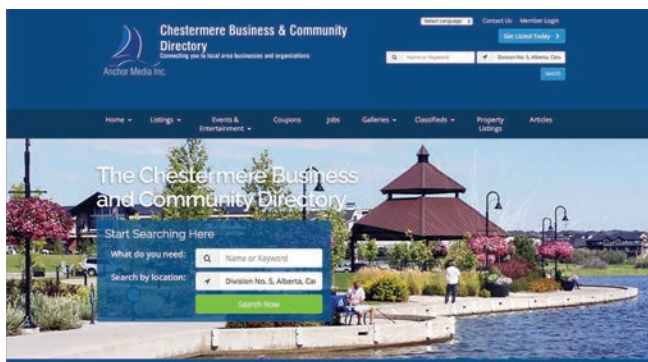 Select Language
Contact Us
Member Login
Get Listed Today
Chestermere Business & Community
Directory
Connecting you to local area businesses and organizations
Anchor Media Inc.
Name or Keyword
Division No. 5, Alberta, Can
Search
Home
Listings
Events &
Entertainment
Coupons
Jobs
Galleries
Classifieds
Property
Listings
Articles
The Chestermere Business
and Community Directory
Start Searching Here
What do you need:
Name or Keyword
Search by location:
Division No. 5, Alberta, Can
Search Now